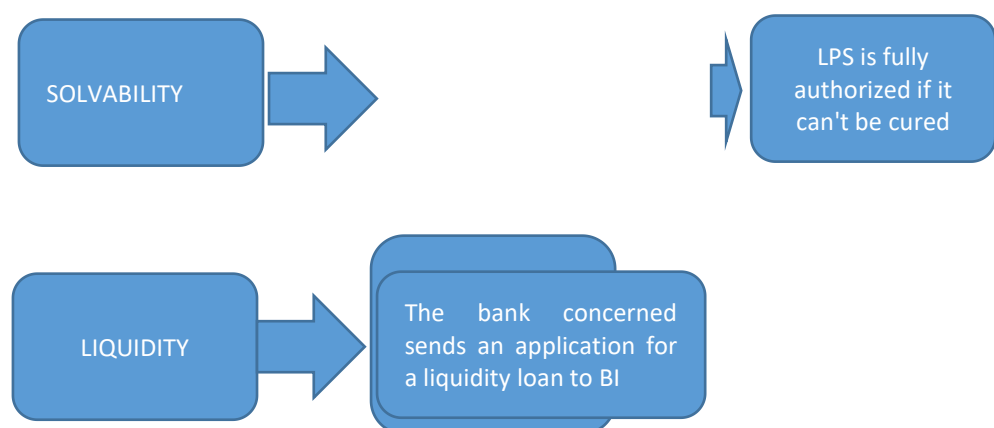 SOLVABILITY
LPS is fully
authorized if it
can't be cured
LIQUIDITY
The bank concerned
sends an application for
a liquidity loan to BI